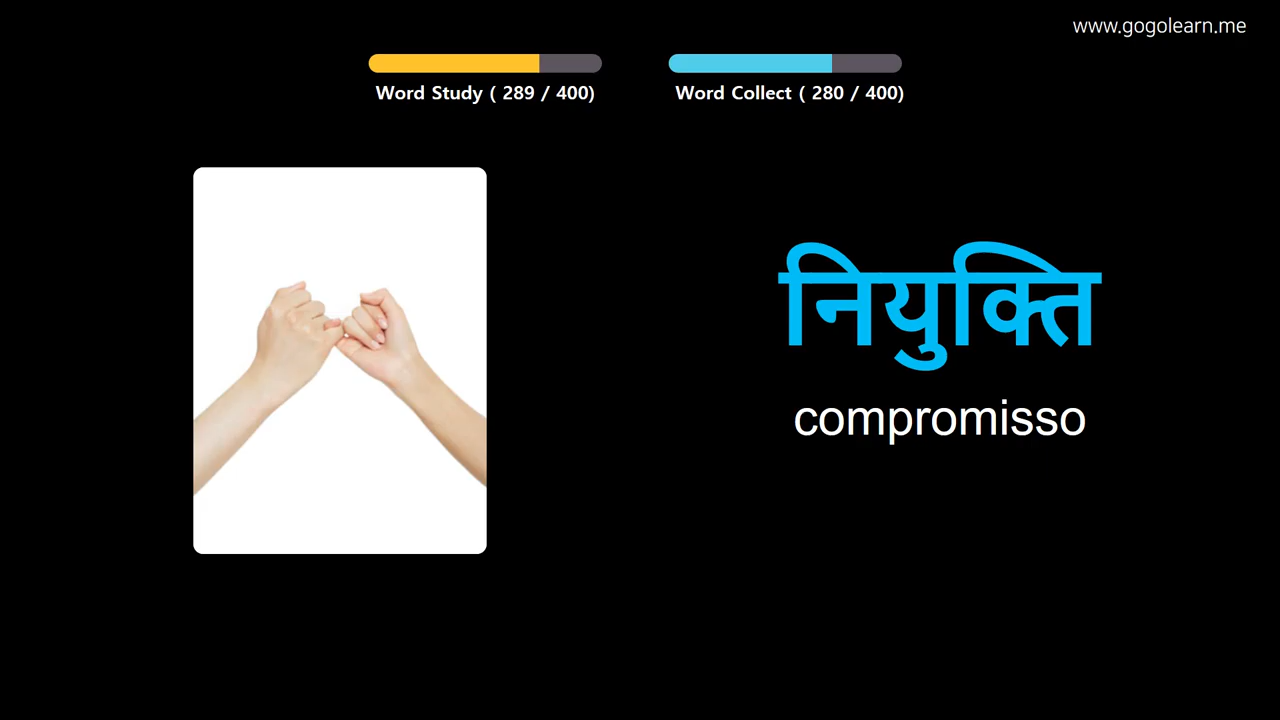 www.gogolearn.me
Word Study ( 289 / 400)
Word Collect ( 280 / 400)
नियुक्ति
compromisso